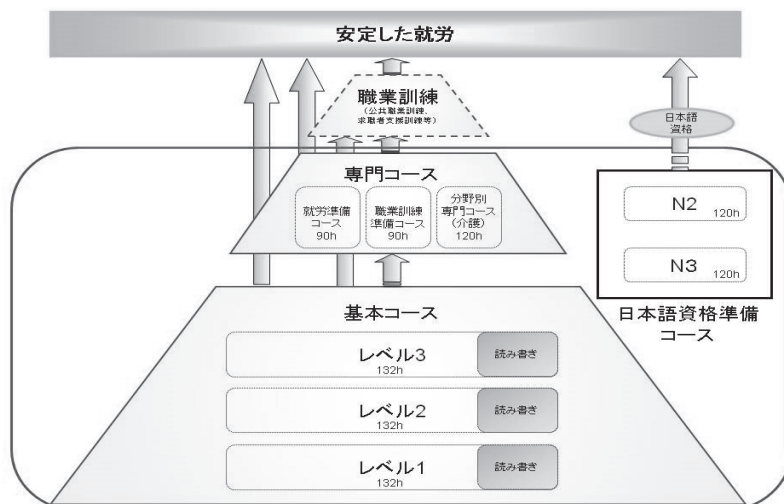 安定した就労
職業訓練
(公共職業訓練、
求職者支援訓練等)
日本語
資格
専門コース
就労準備
コース
90h
職業訓練
準備コース
90h
分野別
専門コース
(介護)
120h
N2
120h
N3
120h
日本語資格準備
コース
基本コース
レベル3
132h
読み書き
レベル2
132h
読み書き
レベル1
132h
読み書き